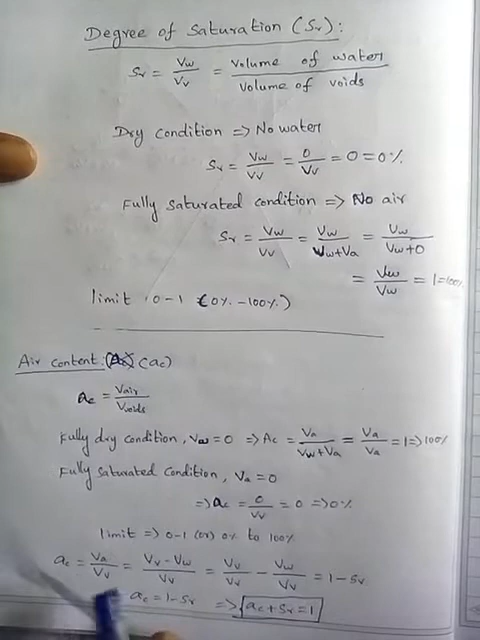 Degree of Saturation (Sr):
Sr = Vw/Vv = Volume of water/Volume of voids
Dry condition => No water
Sr = Vw/Vv = 0/Vv = 0 = 0%
Fully saturated condition => No air
Sr = Vw/Vv = Vw/Vw+Va = Vw/Vw+0
= Vw/Vw = 1 = 100%
limit 0-1 (0% - 100%)
Air content: (ac)
ac = Vair/Vvoids
Fully dry condition, Vw = 0 => Ac = Va/Vw+Va = Va/Va = 1 => 100%
Fully saturated Condition, Va = 0
=> ac = 0/Vv = 0 => 0%
limit => 0-1 (or) 0% to 100%
ac = Va/Vv = Vv - Vw/Vv = Vv/Vv - Vw/Vv = 1 - Sr
ac = 1 - Sr => ac + Sr = 1